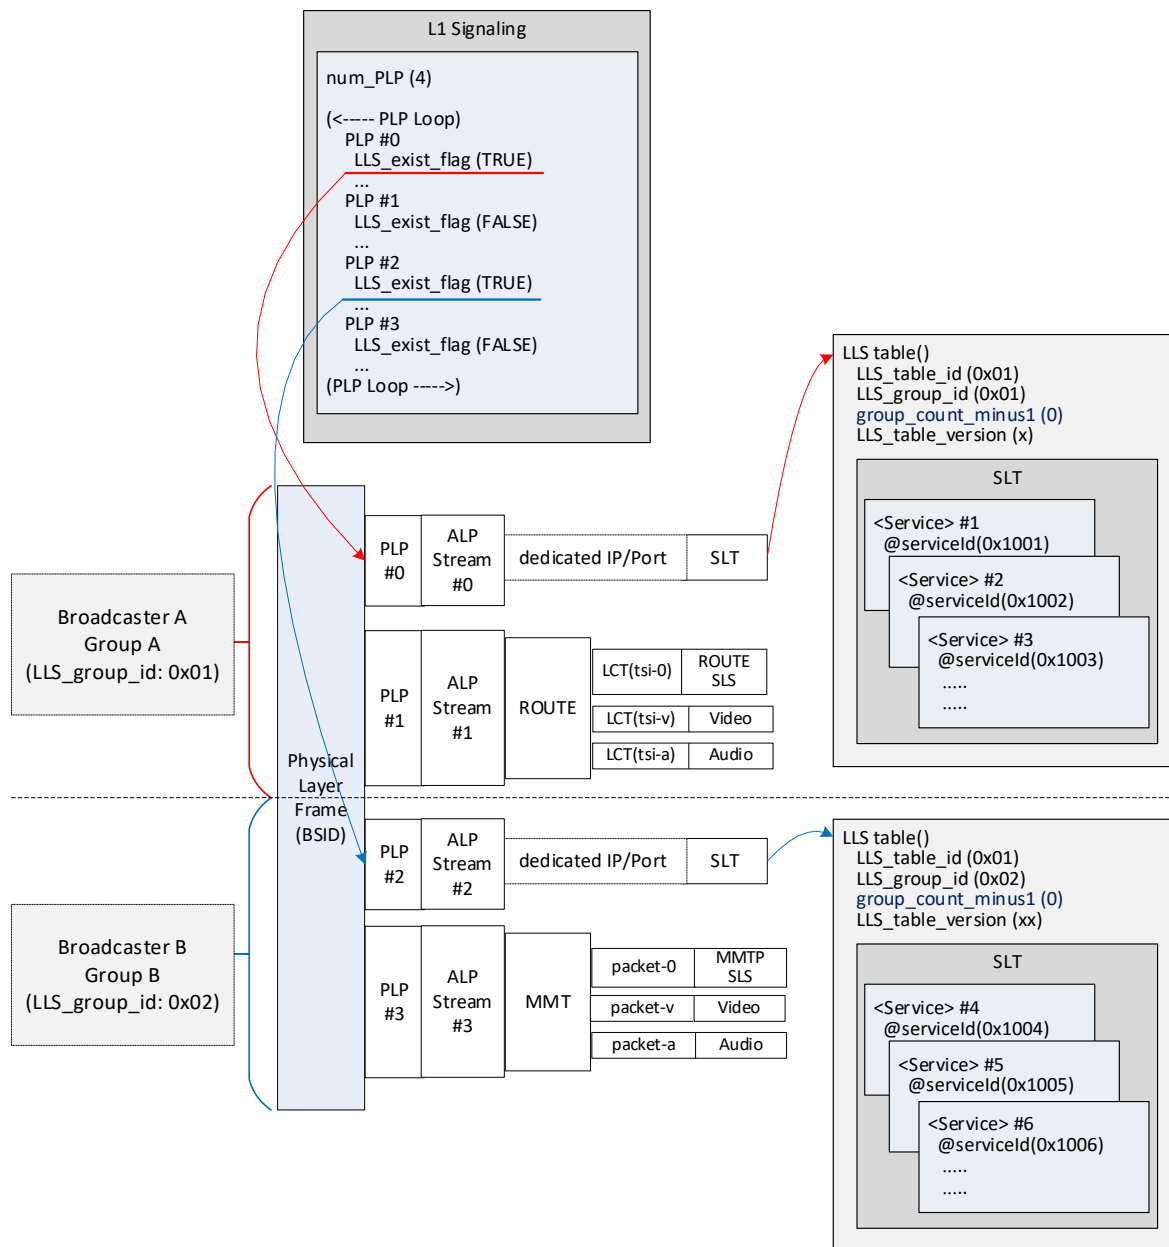 L1 Signaling
num_PLP (4)
(<----- PLP Loop)
PLP #0
LLS_exist_flag (TRUE)
...
PLP #1
LLS_exist_flag (FALSE)
...
PLP #2
LLS_exist_flag (TRUE)
...
PLP #3
LLS_exist_flag (FALSE)
...
(PLP Loop ----->)
Broadcaster A
Group A
(LLS_group_id: 0x01)
Broadcaster B
Group B
(LLS_group_id: 0x02)
Physical
Layer
Frame
(BSID)
PLP
#0
ALP
Stream
#0
dedicated IP/Port
SLT
PLP
#1
ALP
Stream
#1
ROUTE
LCT(tsi-0)
ROUTE
SLS
LCT(tsi-v)
Video
LCT(tsi-a)
Audio
PLP
#2
ALP
Stream
#2
dedicated IP/Port
SLT
PLP
#3
ALP
Stream
#3
MMT
packet-0
MMTP
SLS
packet-v
Video
packet-a
Audio
LLS table()
LLS_table_id (0x01)
LLS_group_id (0x01)
group_count_minus1 (0)
LLS_table_version (x)
SLT
<Service> #1
@serviceId(0x1001)
<Service> #2
@serviceId(0x1002)
<Service> #3
@serviceId(0x1003)
.....
.....
LLS table()
LLS_table_id (0x01)
LLS_group_id (0x02)
group_count_minus1 (0)
LLS_table_version (xx)
SLT
<Service> #4
@serviceId(0x1004)
<Service> #5
@serviceId(0x1005)
<Service> #6
@serviceId(0x1006)
.....
.....